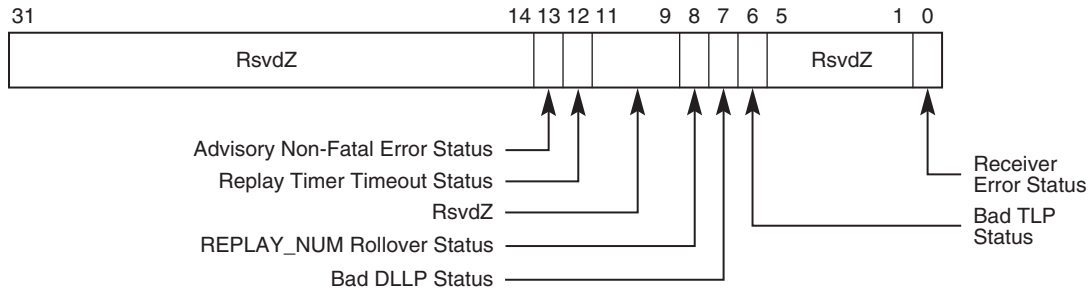 31 14 13 12 11 9 8 7 6 5 1 0
RsvdZ RsvdZ
Advisory Non-Fatal Error Status
Replay Timer Timeout Status
RsvdZ
REPLAY_NUM Rollover Status
Bad DLLP Status
Receiver
Error Status
Bad TLP
Status